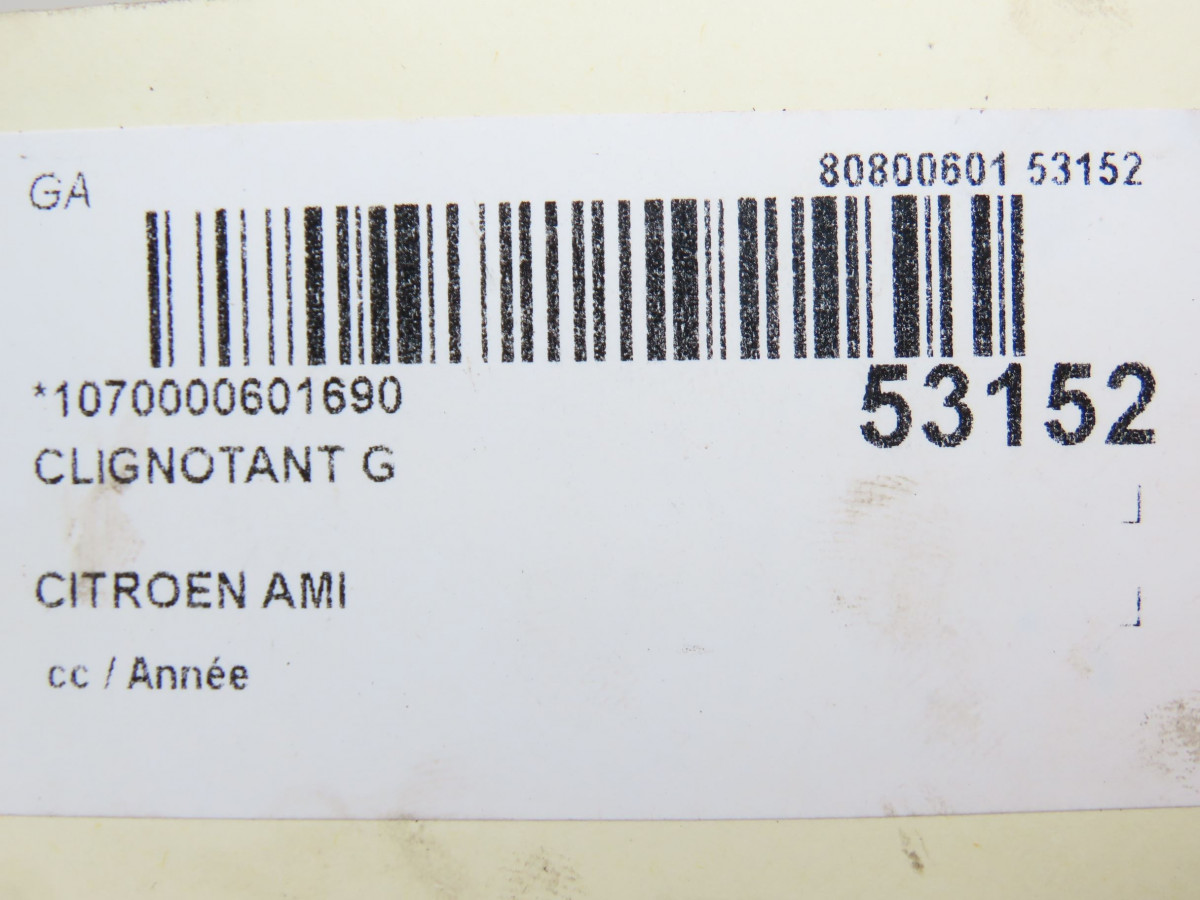 GA
80800601 53152
*1070000601690
53152
CLIGNOTANT G
CITROEN AMI
cc / Année